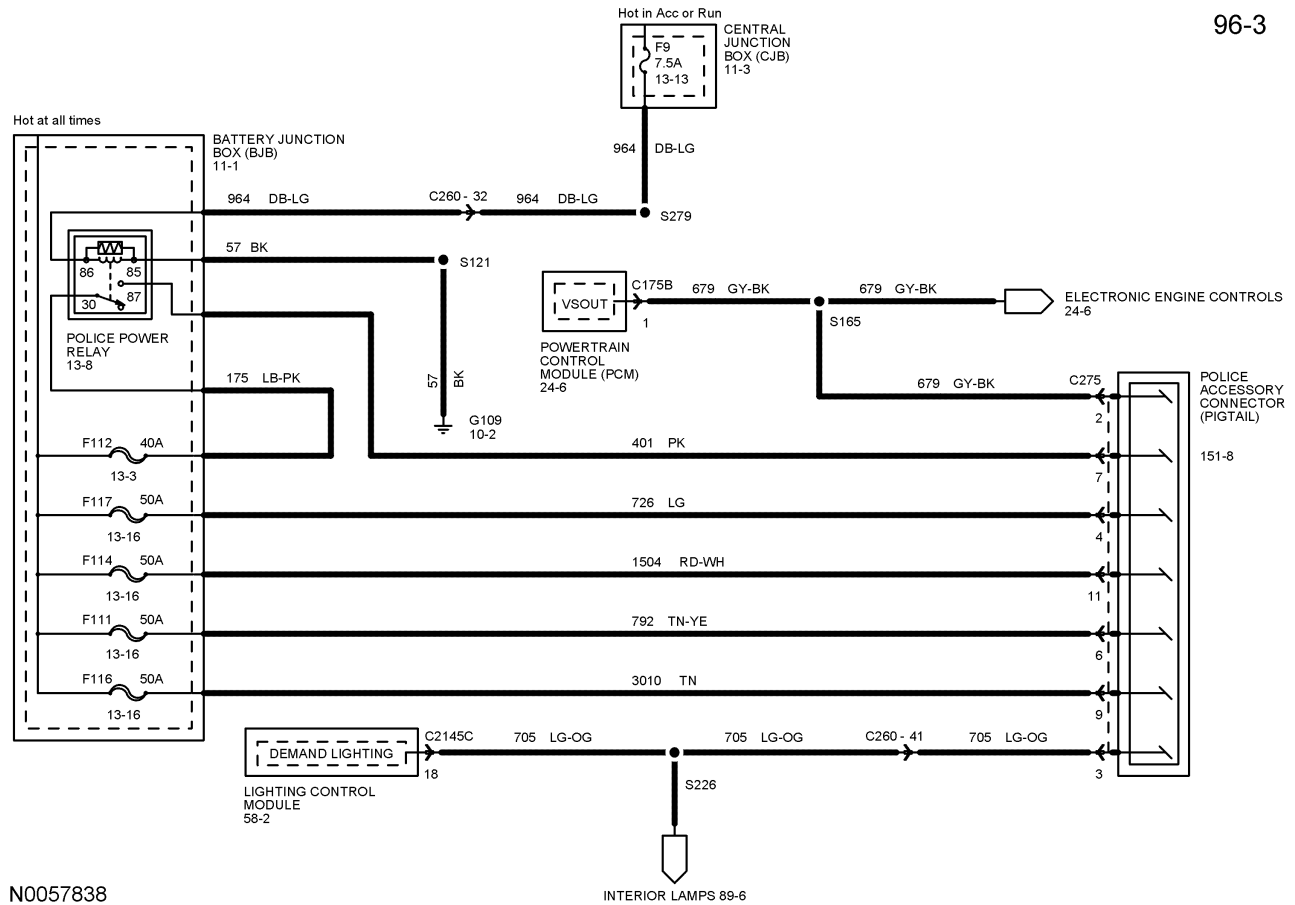 Hot in Acc or Run
96-3
F9
7.5A
13-13
CENTRAL
JUNCTION
BOX (CJB)
11-3
Hot at all times
BATTERY JUNCTION
BOX (BJB)
11-1
964 DB-LG
964 DB-LG
C260 - 32
964 DB-LG
S279
57 BK
S121
86
85
30
87
POLICE POWER
RELAY
13-8
VSOUT
C175B
1
679 GY-BK
679 GY-BK
S165
ELECTRONIC ENGINE CONTROLS
24-6
POWERTRAIN
CONTROL
MODULE (PCM)
24-6
175 LB-PK
57
BK
G109
10-2
679 GY-BK
C275
2
POLICE
ACCESSORY
CONNECTOR
(PIGTAIL)
151-8
F112 40A
13-3
401 PK
7
F117 50A
13-16
726 LG
4
F114 50A
13-16
1504 RD-WH
11
F111 50A
13-16
792 TN-YE
6
F116 50A
13-16
3010 TN
9
DEMAND LIGHTING
C2145C
18
705 LG-OG
705 LG-OG
C260 - 41
705 LG-OG
3
S226
LIGHTING CONTROL
MODULE
58-2
INTERIOR LAMPS 89-6
N0057838